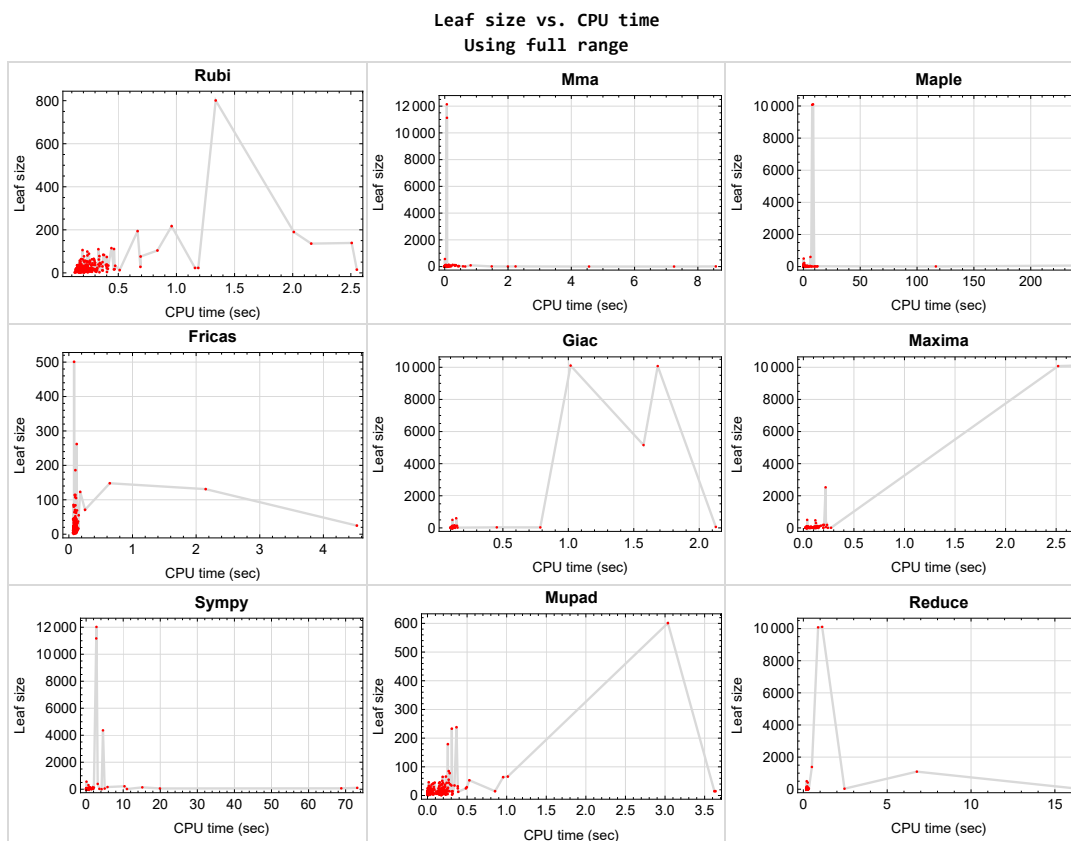 Leaf size vs. CPU time
Using full range
Rubi
Leaf size
800
600
400
200
0
0.5 1.0 1.5 2.0 2.5
CPU time (sec)
Mma
Leaf size
12 000
10 000
8000
6000
4000
2000
0
0 2 4 6 8
CPU time (sec)
Maple
Leaf size
10 000
8000
6000
4000
2000
0
0 50 100 150 200
CPU time (sec)
Fricas
Leaf size
500
400
300
200
100
0
0 1 2 3 4
CPU time (sec)
Giac
Leaf size
10 000
8000
6000
4000
2000
0
0.5 1.0 1.5 2.0
CPU time (sec)
Maxima
Leaf size
10 000
8000
6000
4000
2000
0
0.0 0.5 1.0 1.5 2.0 2.5
CPU time (sec)
Sympy
Leaf size
12 000
10 000
8000
6000
4000
2000
0
0 10 20 30 40 50 60 70
CPU time (sec)
Mupad
Leaf size
600
500
400
300
200
100
0
0.0 0.5 1.0 1.5 2.0 2.5 3.0 3.5
CPU time (sec)
Reduce
Leaf size
10 000
8000
6000
4000
2000
0
0 5 10 15
CPU time (sec)